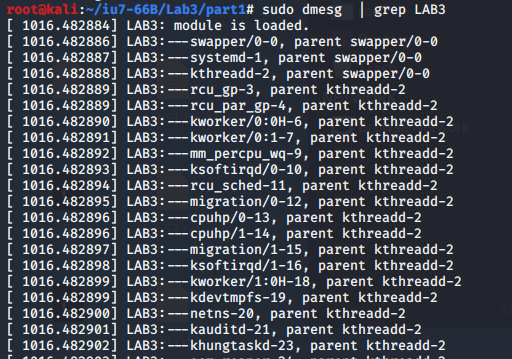 root@kali:~/iu7-66B/Lab3/part1# sudo dmesg | grep LAB3
[ 1016.482884] LAB3: module is loaded.
[ 1016.482886] LAB3:---swapper/0-0, parent swapper/0-0
[ 1016.482887] LAB3:---systemd-1, parent swapper/0-0
[ 1016.482888] LAB3:---kthreadd-2, parent swapper/0-0
[ 1016.482889] LAB3:---rcu_gp-3, parent kthreadd-2
[ 1016.482889] LAB3:---rcu_par_gp-4, parent kthreadd-2
[ 1016.482890] LAB3:---kworker/0:0H-6, parent kthreadd-2
[ 1016.482891] LAB3:---kworker/0:1-7, parent kthreadd-2
[ 1016.482892] LAB3:---mm_percpu_wq-9, parent kthreadd-2
[ 1016.482893] LAB3:---ksoftirqd/0-10, parent kthreadd-2
[ 1016.482894] LAB3:---rcu_sched-11, parent kthreadd-2
[ 1016.482895] LAB3:---migration/0-12, parent kthreadd-2
[ 1016.482896] LAB3:---cpuhp/0-13, parent kthreadd-2
[ 1016.482896] LAB3:---cpuhp/1-14, parent kthreadd-2
[ 1016.482897] LAB3:---migration/1-15, parent kthreadd-2
[ 1016.482898] LAB3:---ksoftirqd/1-16, parent kthreadd-2
[ 1016.482899] LAB3:---kworker/1:0H-18, parent kthreadd-2
[ 1016.482899] LAB3:---kdevtmpfs-19, parent kthreadd-2
[ 1016.482900] LAB3:---netns-20, parent kthreadd-2
[ 1016.482901] LAB3:---kauditd-21, parent kthreadd-2
[ 1016.482902] LAB3:---khungtaskd-23, parent kthreadd-2